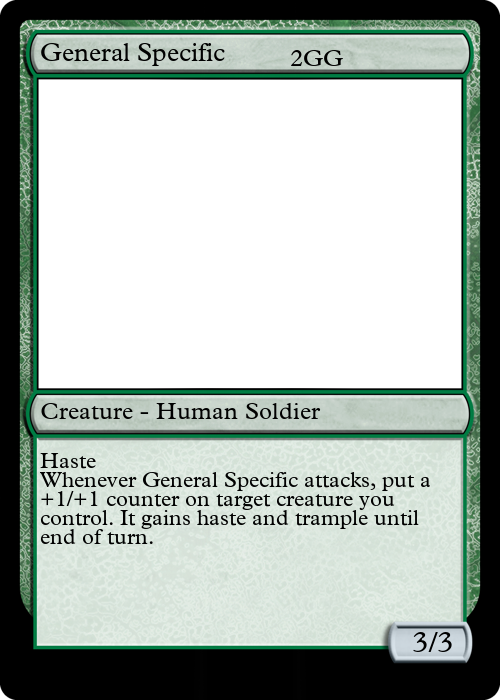 General Specific 2GG
Creature - Human Soldier
Haste
Whenever General Specific attacks, put a
+1/+1 counter on target creature you
control. It gains haste and trample until
end of turn.
3/3